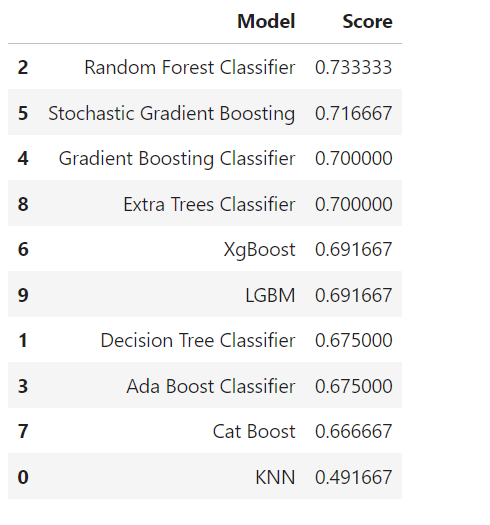 Model Score
2 Random Forest Classifier 0.733333
5 Stochastic Gradient Boosting 0.716667
4 Gradient Boosting Classifier 0.700000
8 Extra Trees Classifier 0.700000
6 XgBoost 0.691667
9 LGBM 0.691667
1 Decision Tree Classifier 0.675000
3 Ada Boost Classifier 0.675000
7 Cat Boost 0.666667
0 KNN 0.491667